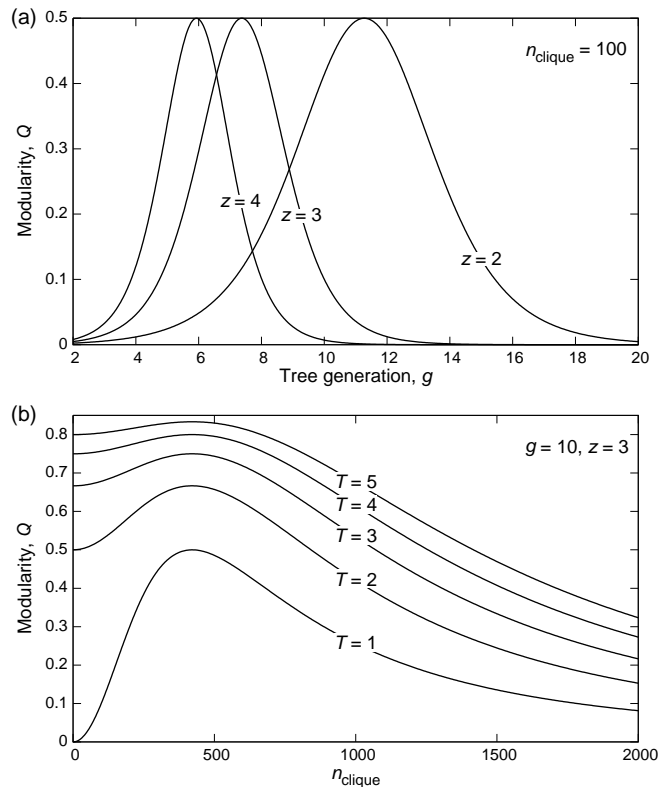 (a)
0.5
0.4
0.3
0.2
0.1
0
Modularity, Q
n_clique = 100
z = 4
z = 3
z = 2
2 4 6 8 10 12 14 16 18 20
Tree generation, g
(b)
0.8
0.7
0.6
0.5
0.4
0.3
0.2
0.1
0
Modularity, Q
g = 10, z = 3
T = 5
T = 4
T = 3
T = 2
T = 1
0 500 1000 1500 2000
n_clique